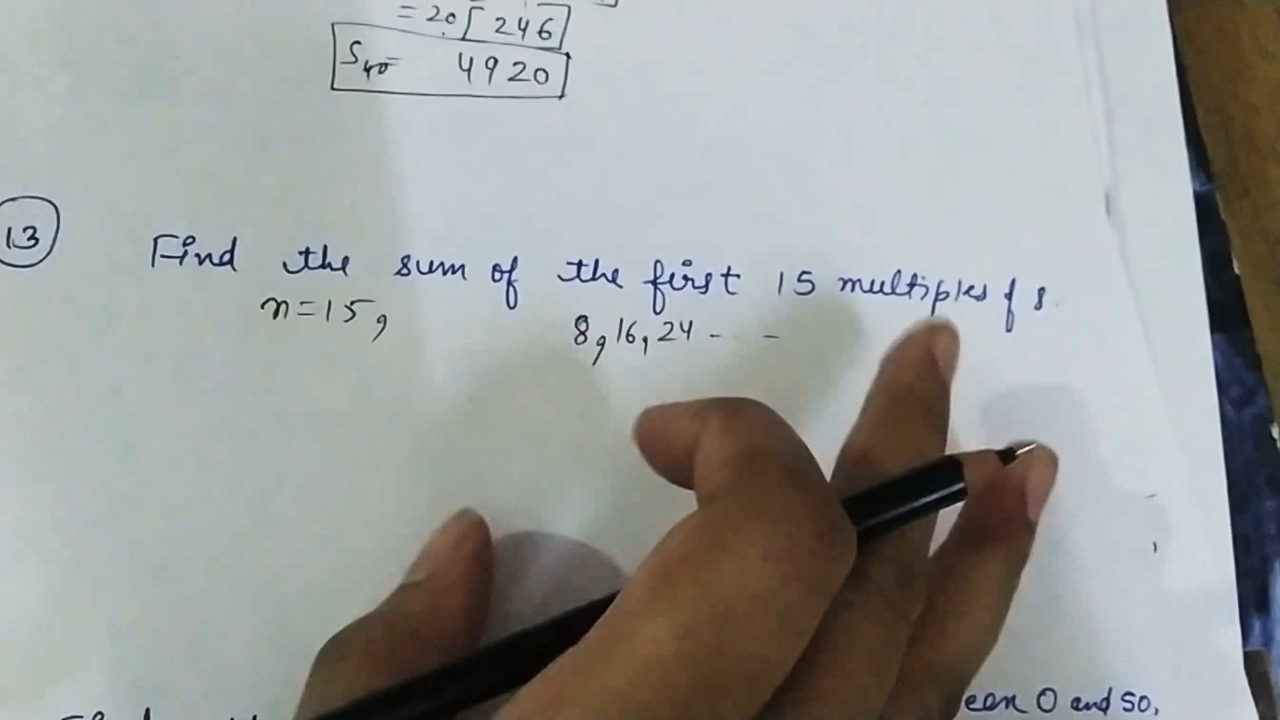 = 20[246]
S40= 4920
13 Find the sum of the first 15 multiples of 8.
n=15, 8, 16, 24 - -
0 and 50,